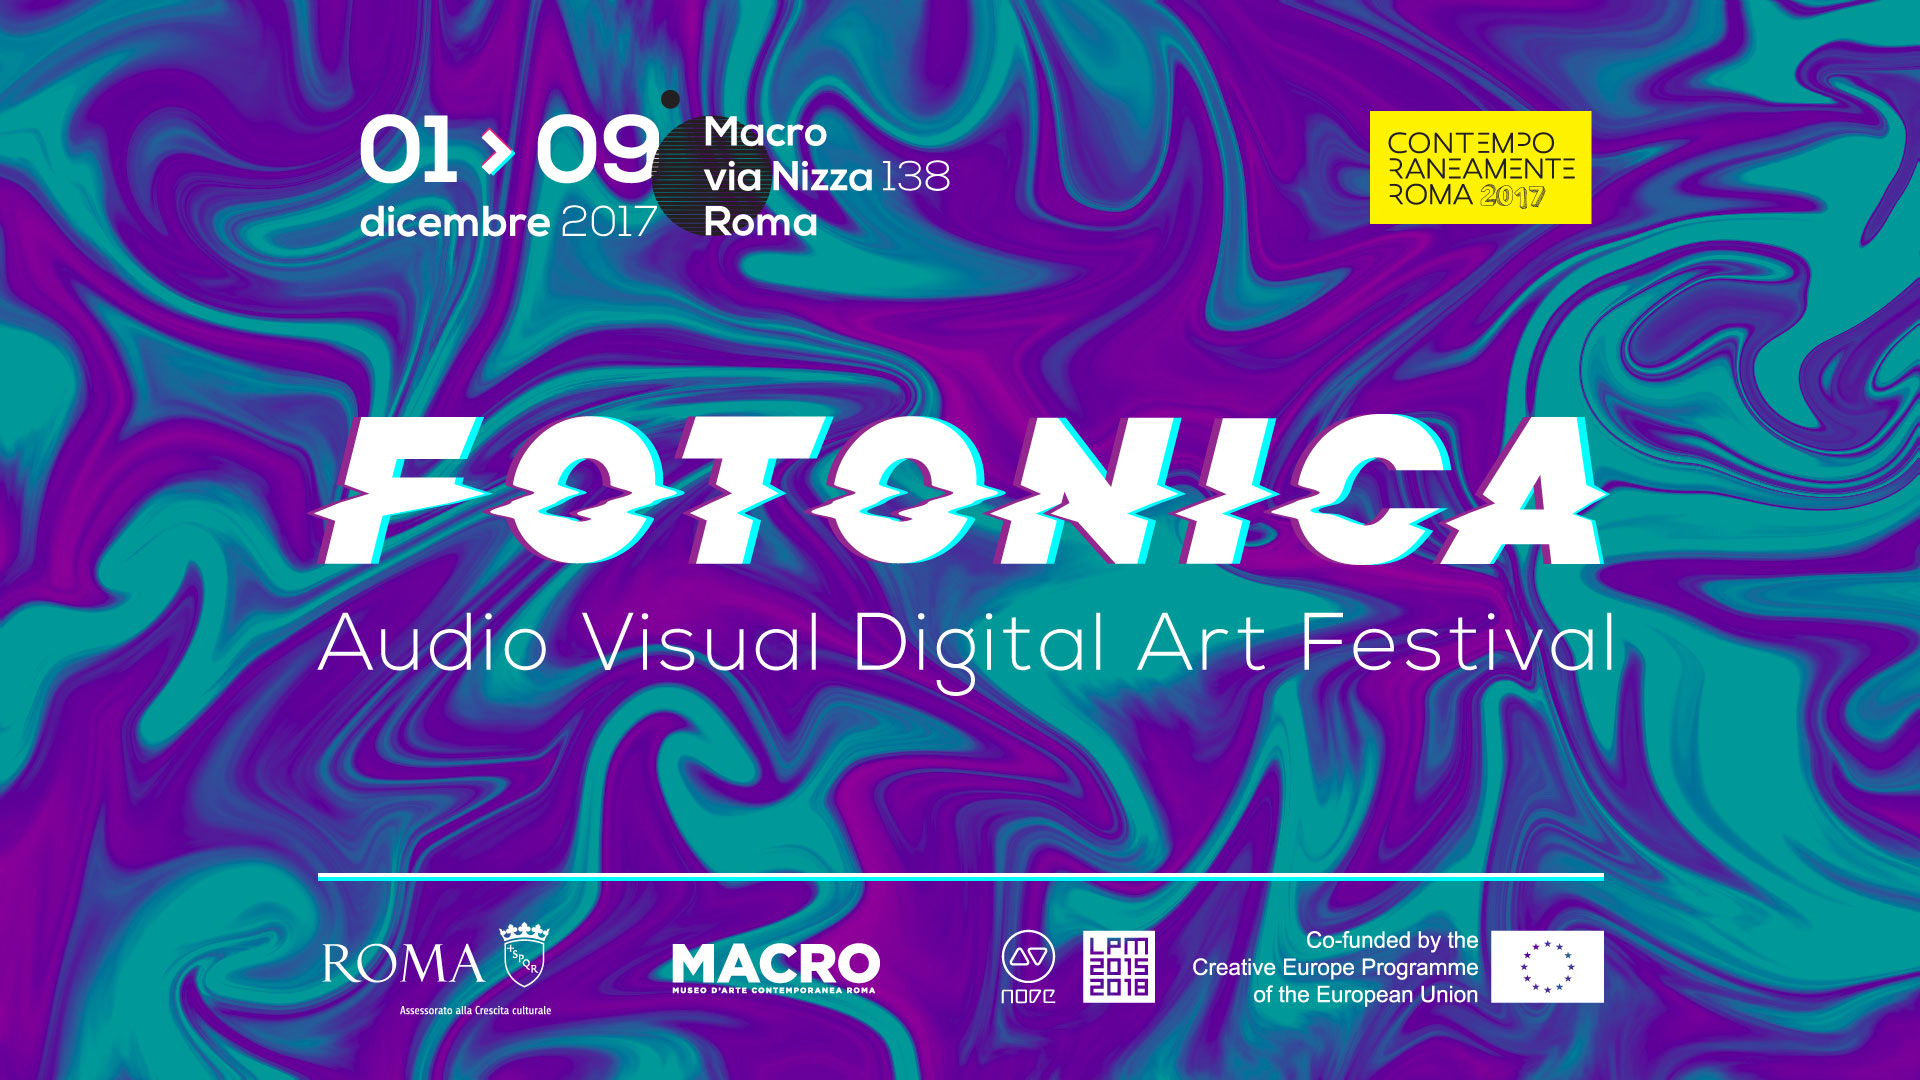 01 > 09
dicembre 2017
Macro
via Nizza 138
Roma
CONTEMPO
RANEAMENTE
ROMA 2017
FOTONICA
Audio Visual Digital Art Festival
ROMA
SPQR
Assessorato alla Crescita culturale
MACRO
MUSEO D'ARTE CONTEMPORANEA ROMA
NODE
LPM
2015
2018
Co-funded by the
Creative Europe Programme
of the European Union